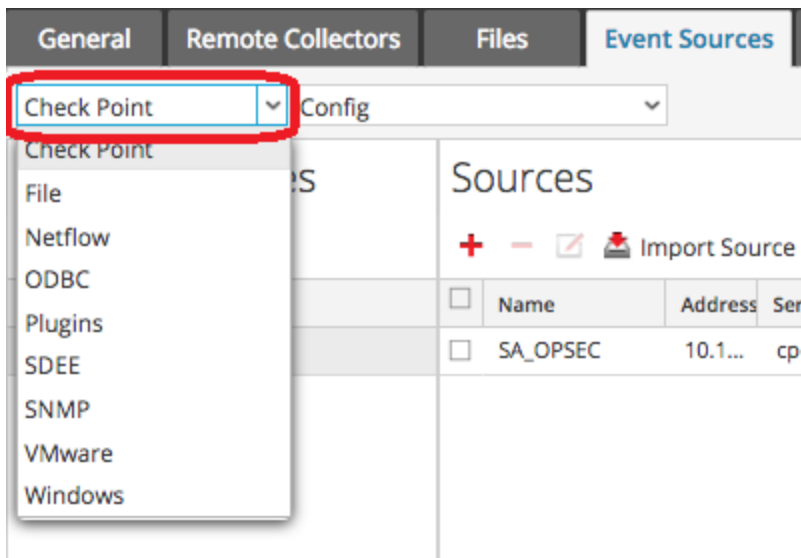 General Remote Collectors Files Event Sources
Check Point Config
Check Point
File
Netflow
ODBC
Plugins
SDEE
SNMP
VMware
Windows
Sources
Import Source
Name Address
SA_OPSEC 10.1...